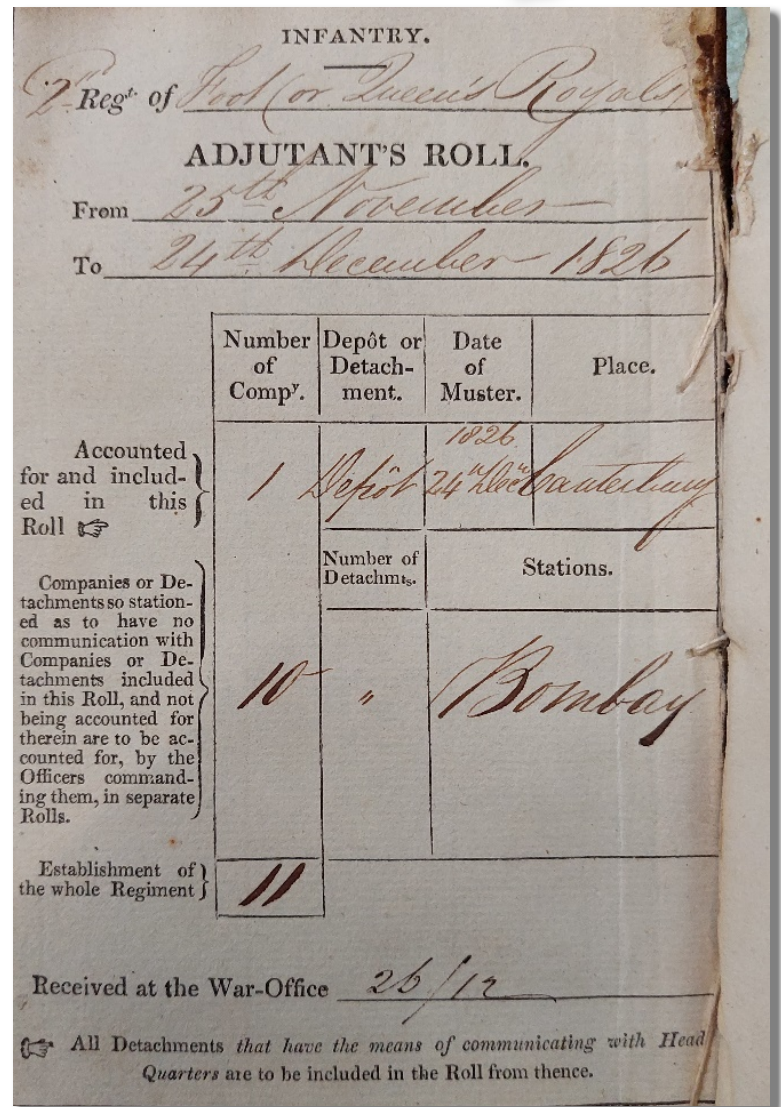 INFANTRY.
2nd Regt. of Foot (or Queen's Royals
ADJUTANT'S ROLL.
From 25th November
To 24th December 1826
Number of Compy.
Depôt or Detach-ment.
Date of Muster.
Place.
Accounted
for and includ-
ed in this
Roll ☞
1 Depôt 1826 24th Decr Canterbury
Number of Detachmts.
Stations.
Companies or De-
tachments so station-
ed as to have no
communication with
Companies or De-
tachments included
in this Roll, and not
being accounted for
therein are to be ac-
counted for, by the
Officers command-
ing them, in separate
Rolls.
10 " Bombay
Establishment of
the whole Regiment
11
Received at the War-Office 26/12
☞ All Detachments that have the means of communicating with Head
Quarters are to be included in the Roll from thence.